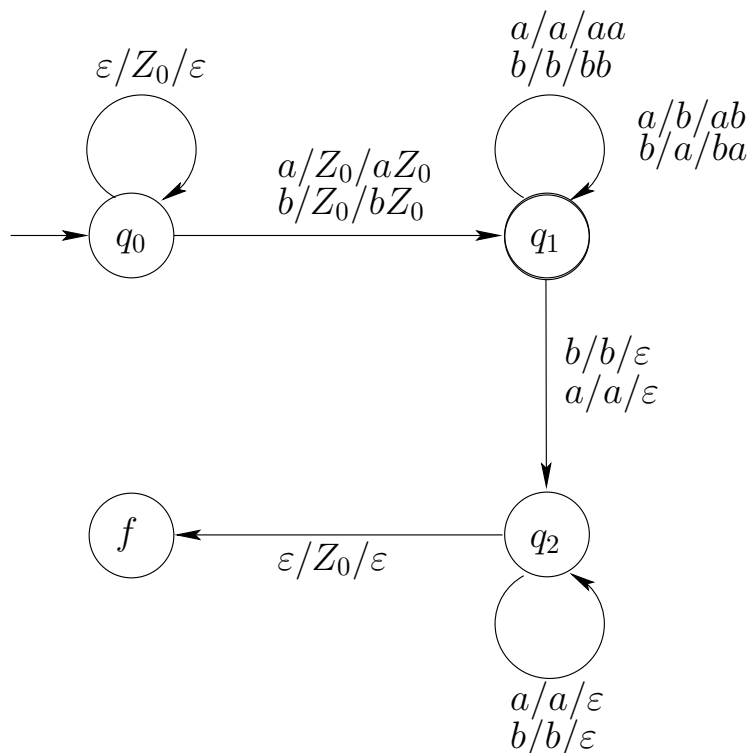 a/a/aa
b/b/bb
ε/Z₀/ε
a/b/ab
b/a/ba
a/Z₀/aZ₀
b/Z₀/bZ₀
q₀
q₁
b/b/ε
a/a/ε
f
q₂
ε/Z₀/ε
a/a/ε
b/b/ε